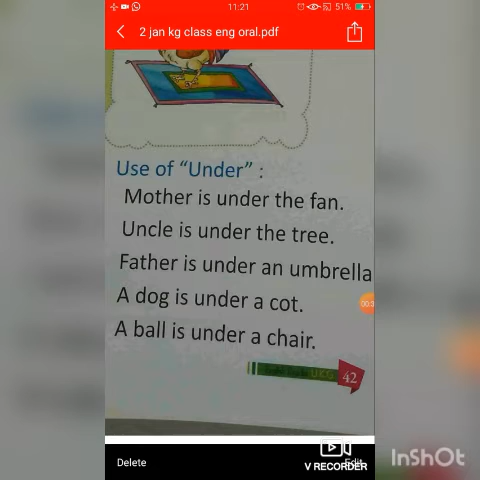 11:21
51%
2 jan kg class eng oral.pdf
Use of “Under” :
Mother is under the fan.
Uncle is under the tree.
Father is under an umbrella
A dog is under a cot.
A ball is under a chair.
UKG 42
Delete
Edit
V RECORDER
InShOt